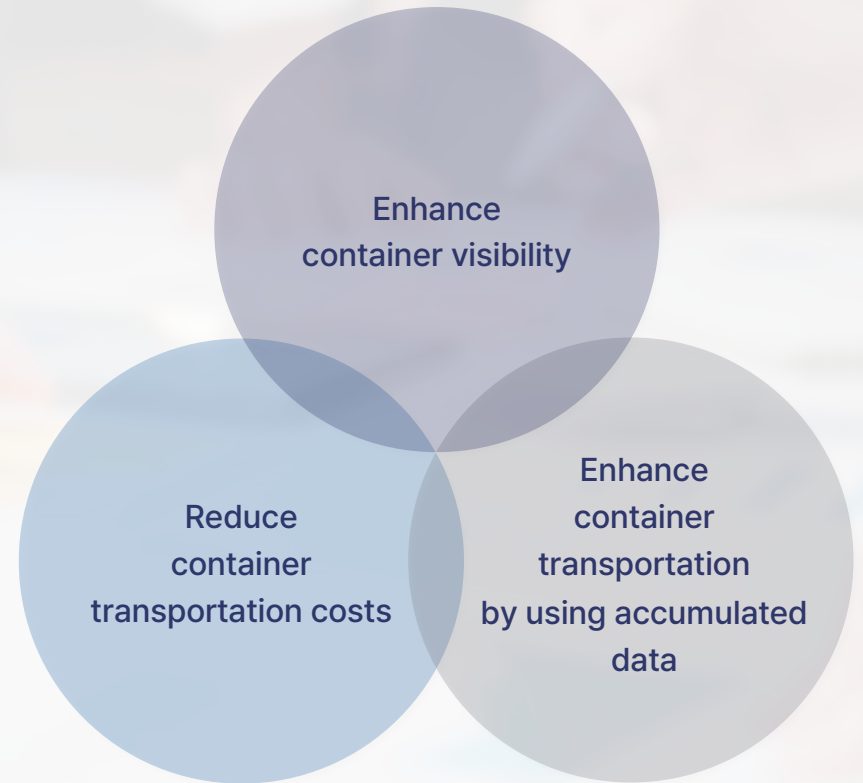 Enhance
container visibility
Reduce
container
transportation costs
Enhance
container
transportation
by using accumulated
data